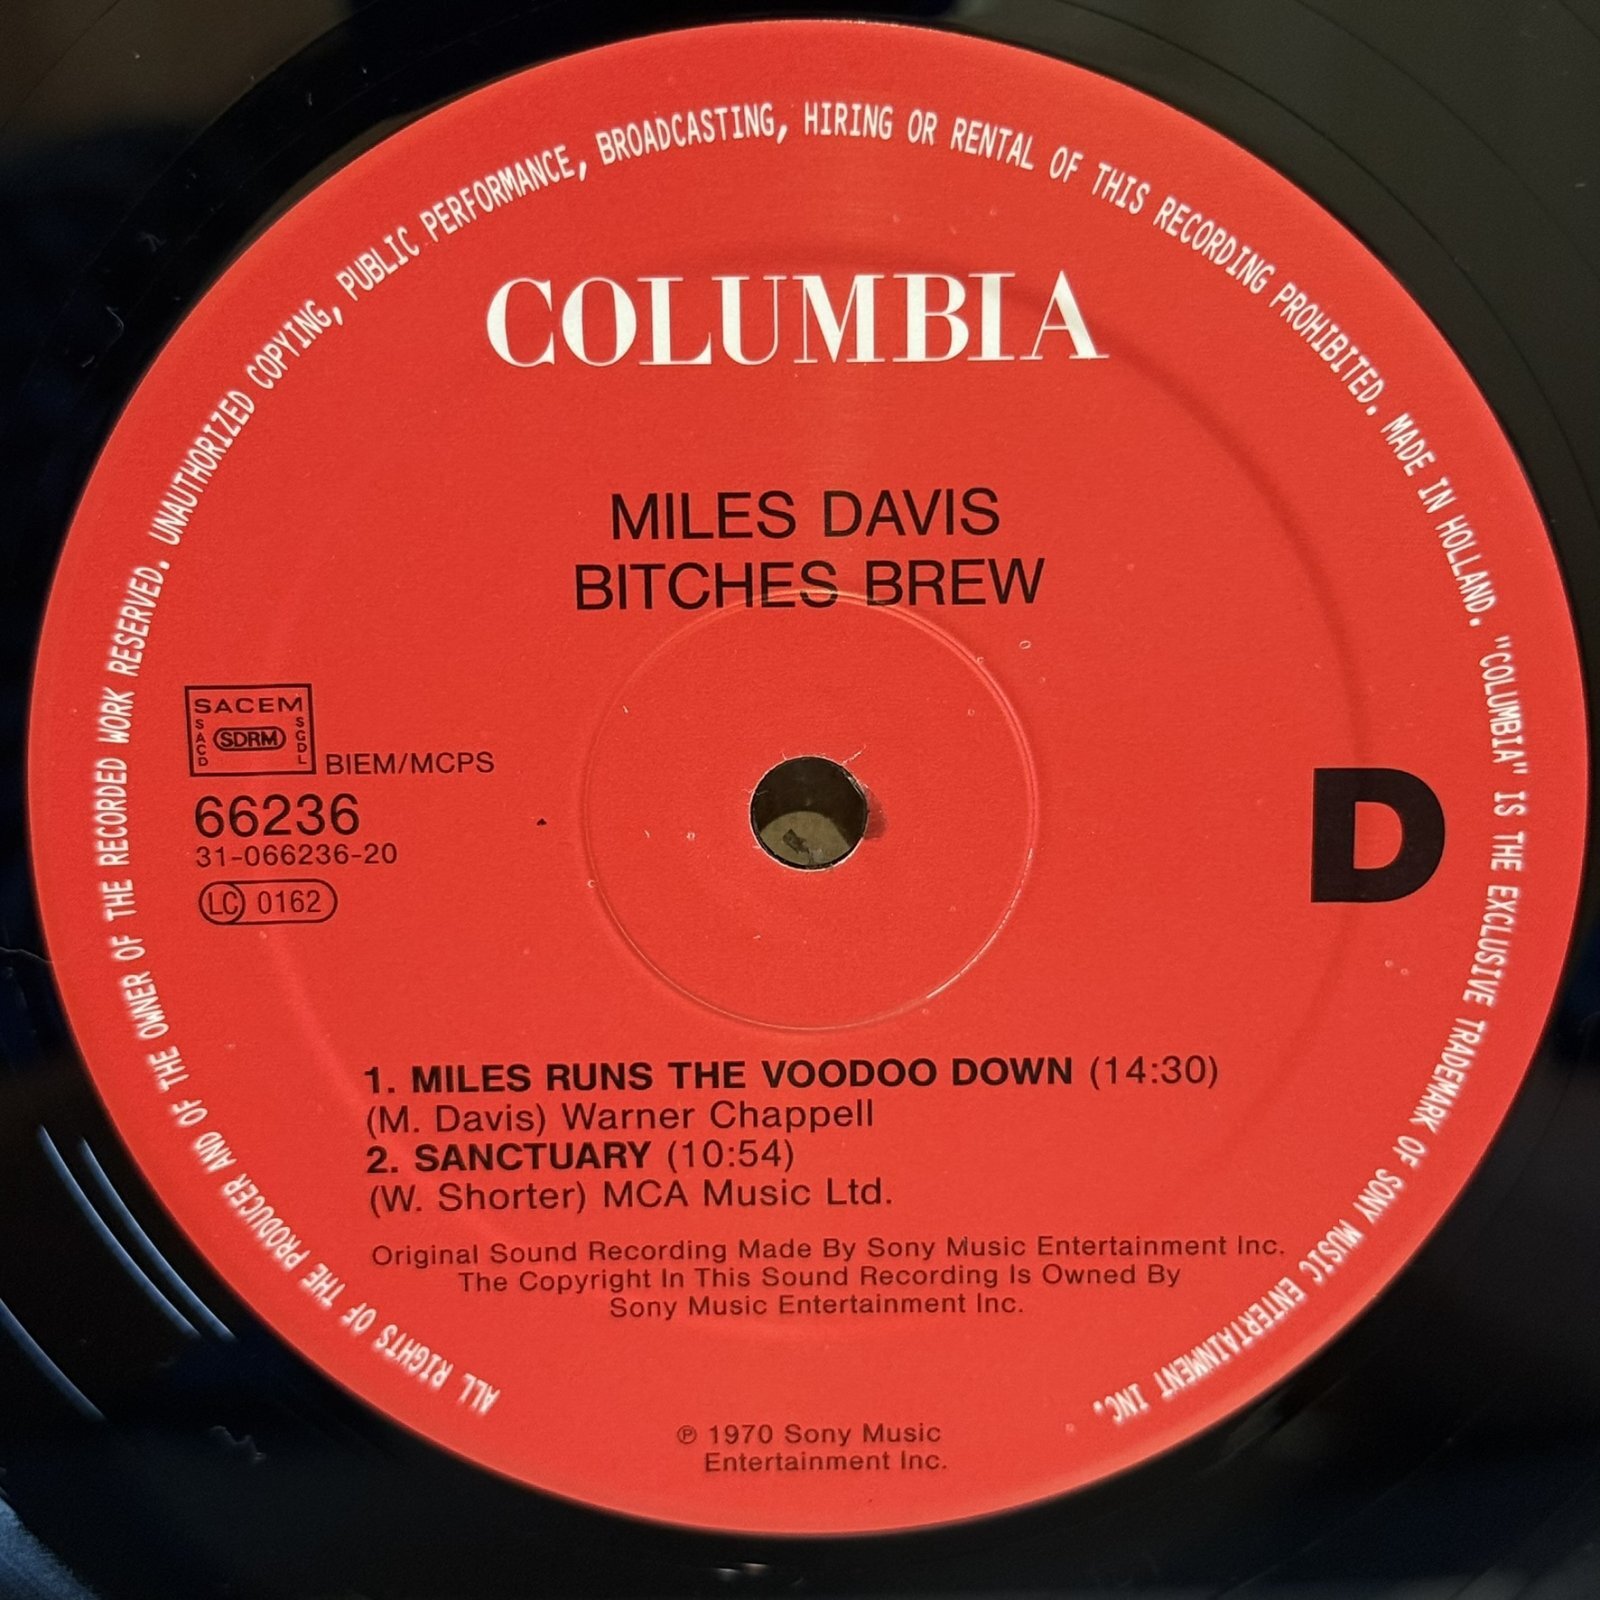 ALL RIGHTS OF THE PRODUCER AND OF THE OWNER OF THE RECORDED WORK RESERVED. UNAUTHORIZED COPYING, PUBLIC PERFORMANCE, BROADCASTING, HIRING OR RENTAL OF THIS RECORDING PROHIBITED. MADE IN HOLLAND. "COLUMBIA" IS THE EXCLUSIVE TRADEMARK OF SONY MUSIC ENTERTAINMENT INC.
COLUMBIA
MILES DAVIS
BITCHES BREW
SACEM
SACD
SDRM
SGDL
BIEM/MCPS
66236
31-066236-20
LC 0162
D
1. MILES RUNS THE VOODOO DOWN (14:30)
(M. Davis) Warner Chappell
2. SANCTUARY (10:54)
(W. Shorter) MCA Music Ltd.
Original Sound Recording Made By Sony Music Entertainment Inc.
The Copyright In This Sound Recording Is Owned By
Sony Music Entertainment Inc.
℗ 1970 Sony Music
Entertainment Inc.